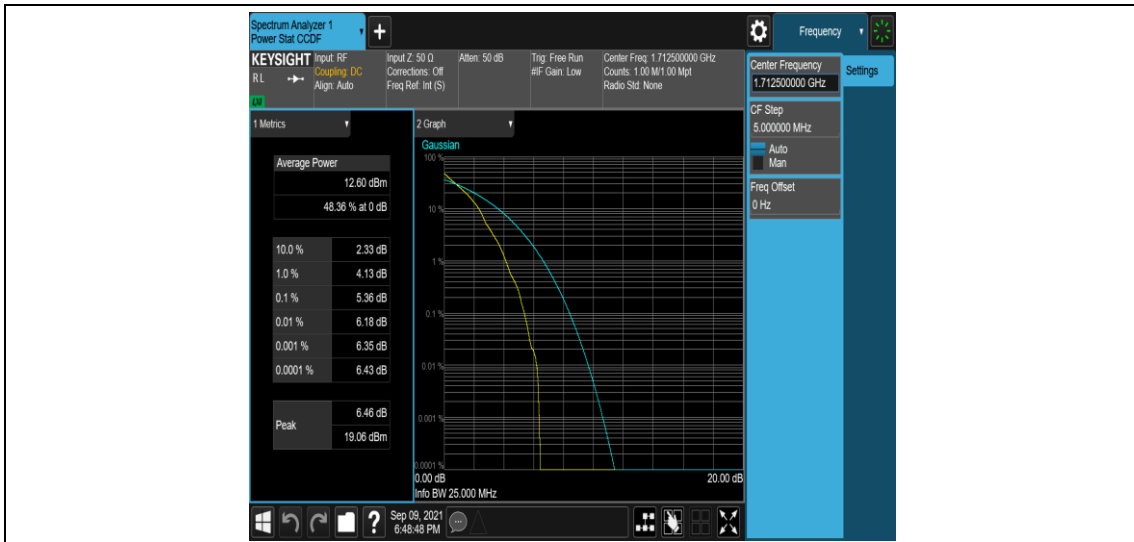 Spectrum Analyzer 1
Power Stat CCDF
+
Frequency
KEYSIGHT
RL
LXI
Input: RF
Coupling: DC
Align: Auto
Input Z: 50 Ω
Corrections: Off
Freq Ref: Int (S)
Atten: 50 dB
Trig: Free Run
#IF Gain: Low
Center Freq: 1.712500000 GHz
Counts: 1.00 M/1.00 Mpt
Radio Std: None
Center Frequency
1.712500000 GHz
Settings
CF Step
5.000000 MHz
Auto
Man
Freq Offset
0 Hz
1 Metrics
Average Power
12.60 dBm
48.36 % at 0 dB
10.0 % 2.33 dB
1.0 % 4.13 dB
0.1 % 5.36 dB
0.01 % 6.18 dB
0.001 % 6.35 dB
0.0001 % 6.43 dB
Peak
6.46 dB
19.06 dBm
2 Graph
Gaussian
100 %
10 %
1 %
0.1 %
0.01 %
0.001 %
0.0001 %
0.00 dB 20.00 dB
Info BW 25.000 MHz
?
Sep 09, 2021
6:48:48 PM